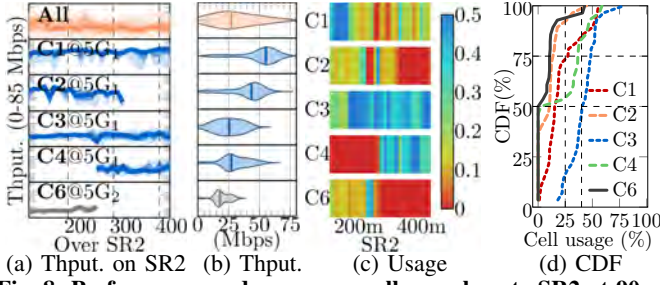 All
C1@5G1
C2@5G1
C3@5G1
C4@5G1
C6@5G2
Thput. (0-85 Mbps)
200 300 400
Over SR2
0 25 50 75
(Mbps)
C1
C2
C3
C4
C6
200m 400m
SR2
0.5
0.4
0.3
0.2
0.1
0
CDF(%)
100
75
50
25
0
C1
C2
C3
C4
C6
0 25 50 75 100
Cell usage (%)
(a) Thput. on SR2 (b) Thput. (c) Usage (d) CDF